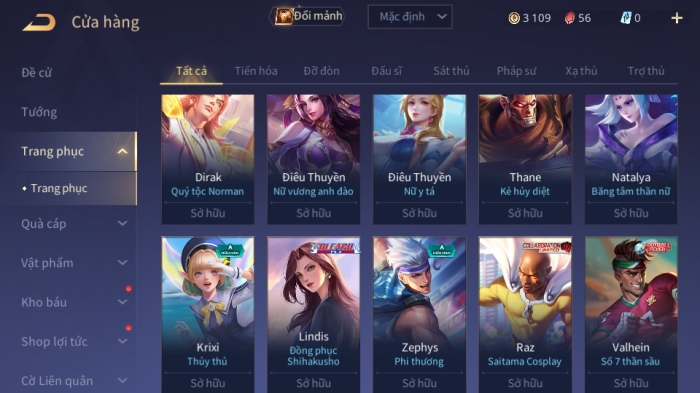 Cửa hàng
Đổi mảnh
Mặc định
3 109
56
0
Đề cử
Tướng
Trang phục
Trang phục
Quà cáp
Vật phẩm
Kho báu
Shop lợi tức
Cờ Liên quân
Tất cả Tiến hóa Đỡ đòn Đấu sĩ Sát thủ Pháp sư Xạ thủ Trợ thủ
Dirak
Quý tộc Norman
Sở hữu
Điêu Thuyền
Nữ vương anh đào
Sở hữu
Điêu Thuyền
Nữ y tá
Sở hữu
Thane
Kẻ hủy diệt
Sở hữu
Natalya
Băng tâm thần nữ
Sở hữu
Krixi
Thủy thủ
Sở hữu
BLEACH
Lindis
Đồng phục
Shihakusho
Sở hữu
Zephys
Phi thương
Sở hữu
COLLABORATION
LIMITED
Raz
Saitama Cosplay
Sở hữu
Valhein
Số 7 thần sầu
Sở hữu